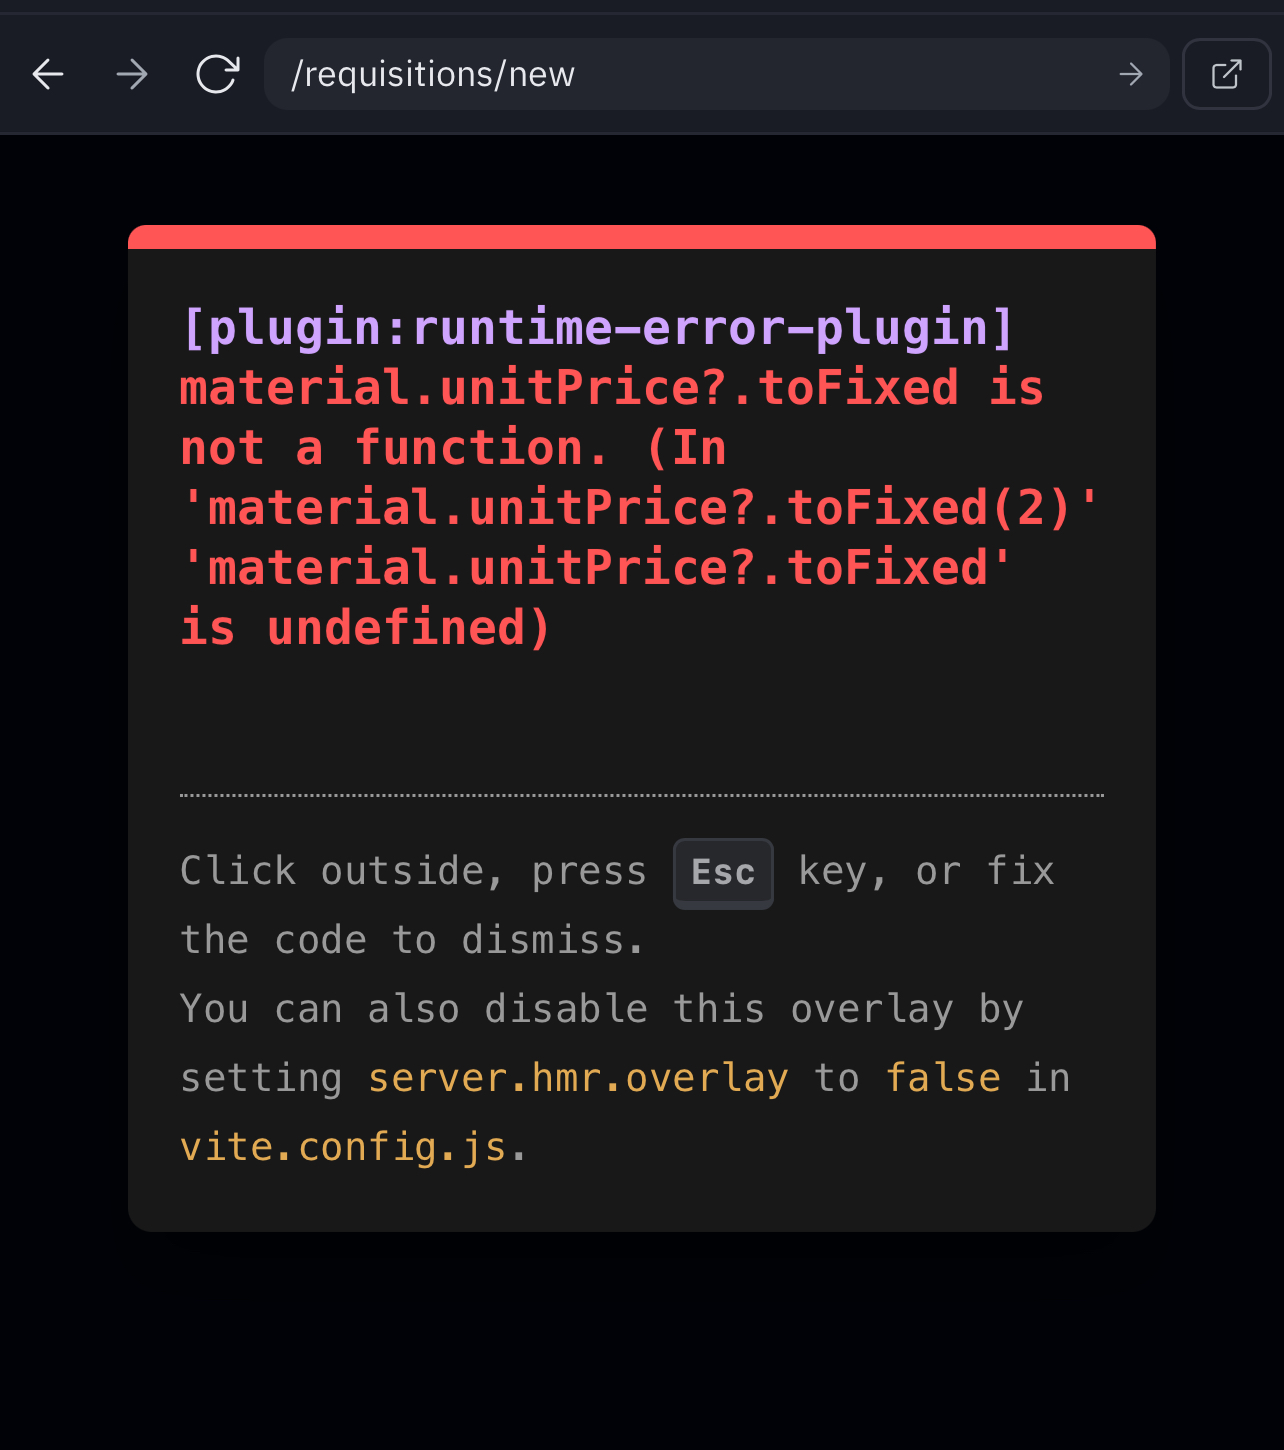 /requisitions/new
[plugin:runtime-error-plugin]
material.unitPrice?.toFixed is
not a function. (In
'material.unitPrice?.toFixed(2)'
'material.unitPrice?.toFixed'
is undefined)
Click outside, press Esc key, or fix
the code to dismiss.
You can also disable this overlay by
setting server.hmr.overlay to false in
vite.config.js.